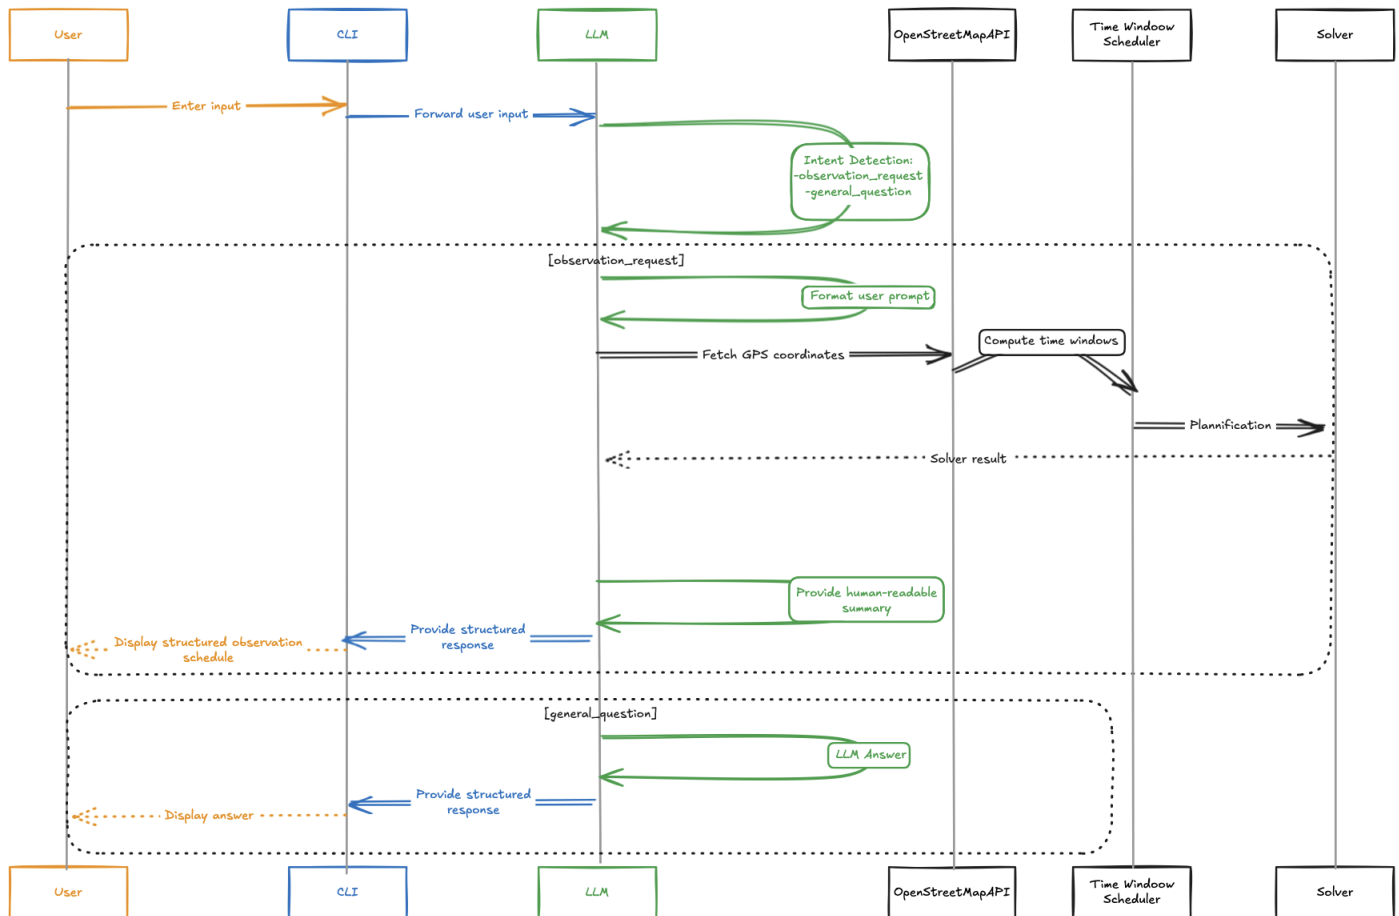 User
CLI
LLM
OpenStreetMapAPI
Time Windoow
Scheduler
Solver
Enter input
Forward user input
Intent Detection:
-observation_request
-general_question
[observation_request]
Format user prompt
Compute time windows
Fetch GPS coordinates
Plannification
Solver result
Provide human-readable
summary
Provide structured
response
Display structured observation
schedule
[general_question]
LLM Answer
Provide structured
response
Display answer
User
CLI
LLM
OpenStreetMapAPI
Time Windoow
Scheduler
Solver